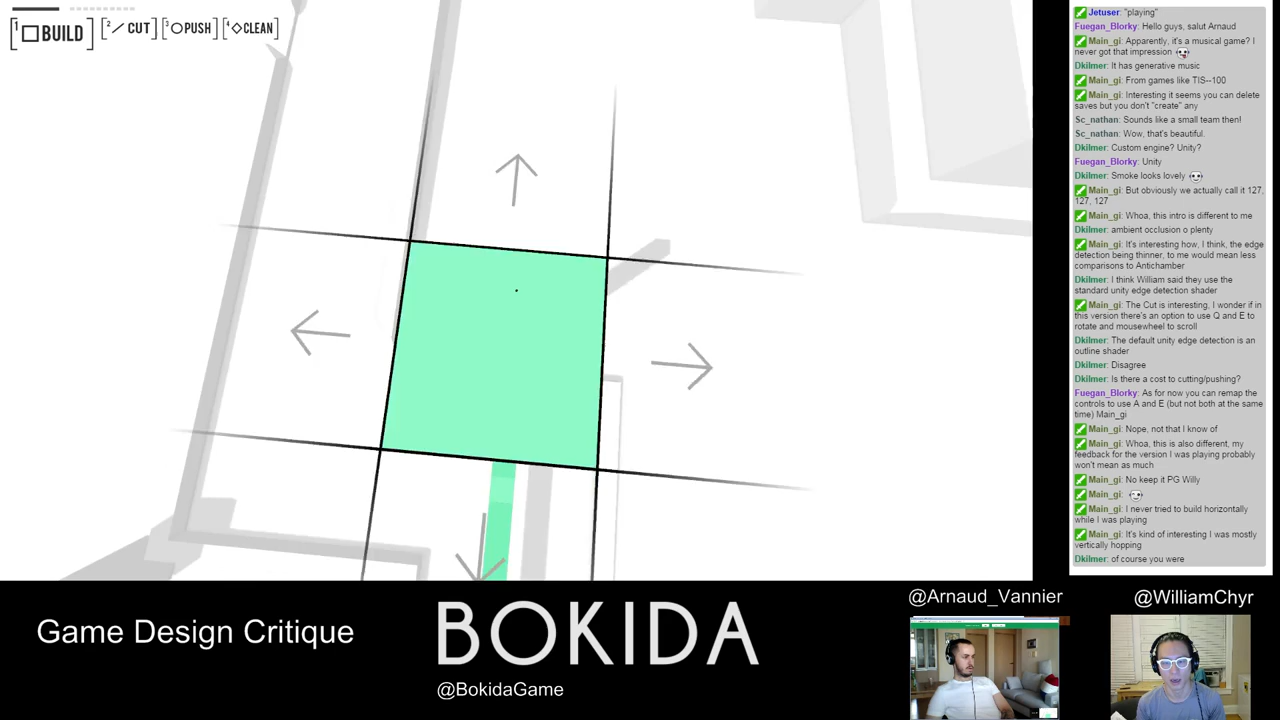 1 BUILD
2 CUT
3 PUSH
4 CLEAN
Jetuser: "playing"
Fuegan_Blorky: Hello guys, salut Arnaud
Main_gi: Apparently, it's a musical game? I
never got that impression
Dkilmer: It has generative music
Main_gi: From games like TIS--100
Main_gi: Interesting it seems you can delete
saves but you don't "create" any
Sc_nathan: Sounds like a small team then!
Sc_nathan: Wow, that's beautiful.
Dkilmer: Custom engine? Unity?
Fuegan_Blorky: Unity
Dkilmer: Smoke looks lovely
Main_gi: But obviously we actually call it 127,
127, 127
Main_gi: Whoa, this intro is different to me
Dkilmer: ambient occlusion o plenty
Main_gi: It's interesting how, I think, the edge
detection being thinner, to me would mean less
comparisons to Antichamber
Dkilmer: I think William said they use the
standard unity edge detection shader
Main_gi: The Cut is interesting, I wonder if in
this version there's an option to use Q and E to
rotate and mousewheel to scroll
Dkilmer: The default unity edge detection is an
outline shader
Dkilmer: Disagree
Dkilmer: Is there a cost to cutting/pushing?
Fuegan_Blorky: As for now you can remap the
controls to use A and E (but not both at the same
time) Main_gi
Main_gi: Nope, not that I know of
Main_gi: Whoa, this is also different, my
feedback for the version I was playing probably
won't mean as much
Main_gi: No keep it PG Willy
Main_gi:
Main_gi: I never tried to build horizontally
while I was playing
Main_gi: It's kind of interesting I was mostly
vertically hopping
Dkilmer: of course you were
Game Design Critique
BOKIDA
@BokidaGame
@Arnaud_Vannier
@WilliamChyr